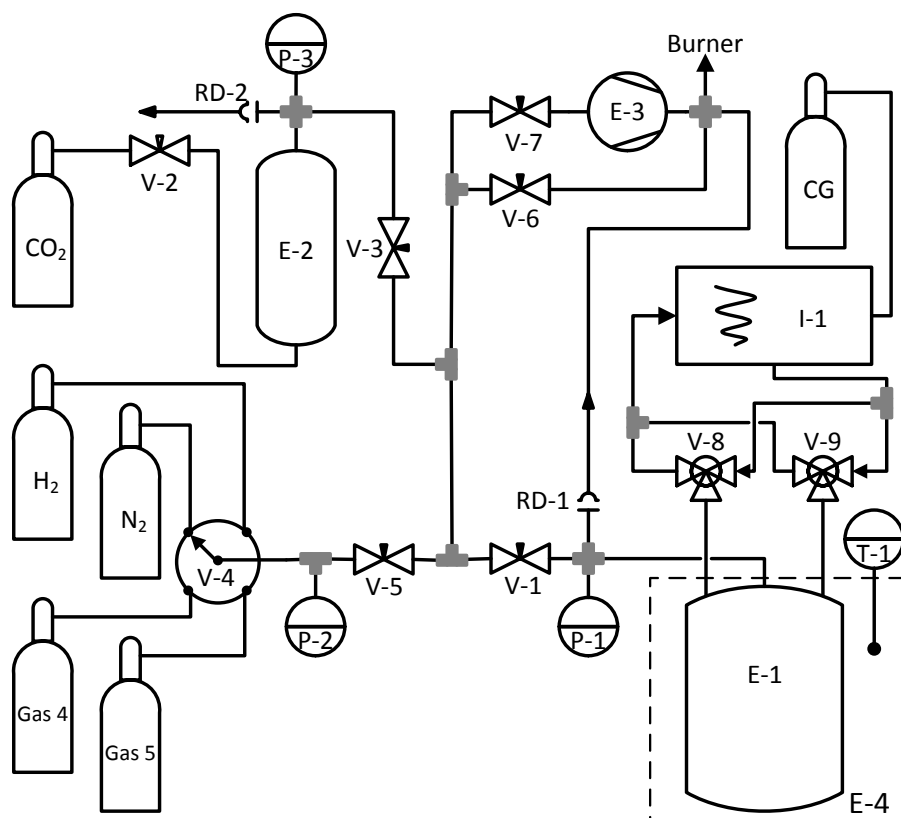 Burner
P-3
RD-2
E-3
V-7
V-2
CG
CO₂
E-2
V-3
V-6
I-1
H₂
N₂
V-8
V-9
RD-1
V-4
V-5
V-1
T-1
P-2
P-1
E-1
Gas 4
Gas 5
E-4